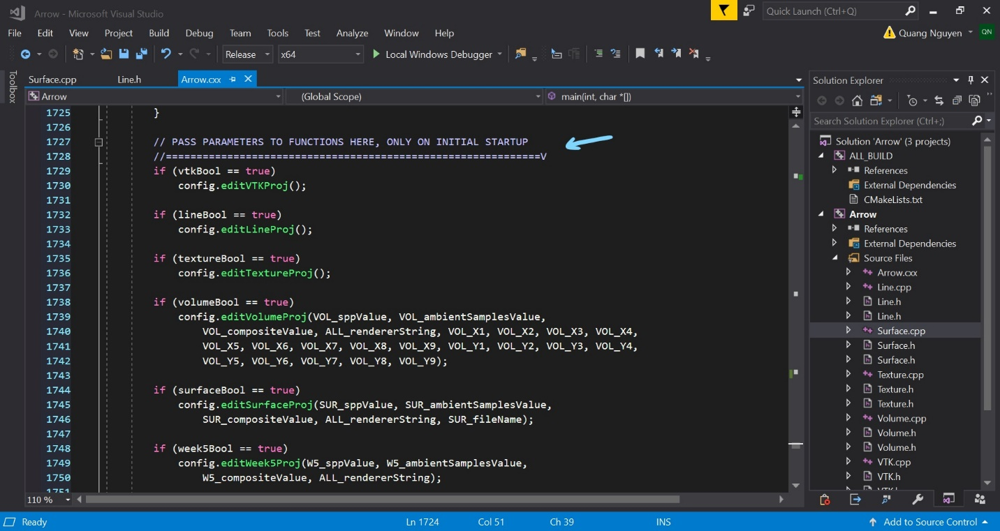 Arrow - Microsoft Visual Studio
Quick Launch (Ctrl+Q)
File Edit View Project Build Debug Team Tools Test Analyze Window Help
Quang Nguyen QN
Release x64 Local Windows Debugger
Toolbox
Surface.cpp Line.h Arrow.cxx
Arrow (Global Scope) main(int, char *[])
1725 }
1726
1727 // PASS PARAMETERS TO FUNCTIONS HERE, ONLY ON INITIAL STARTUP
1728 //=============================================================V
1729 if (vtkBool == true)
1730 config.editVTKProj();
1731
1732 if (lineBool == true)
1733 config.editLineProj();
1734
1735 if (textureBool == true)
1736 config.editTextureProj();
1737
1738 if (volumeBool == true)
1739 config.editVolumeProj(VOL_sppValue, VOL_ambientSamplesValue,
1740 VOL_compositeValue, ALL_rendererString, VOL_X1, VOL_X2, VOL_X3, VOL_X4,
1741 VOL_X5, VOL_X6, VOL_X7, VOL_X8, VOL_X9, VOL_Y1, VOL_Y2, VOL_Y3, VOL_Y4,
1742 VOL_Y5, VOL_Y6, VOL_Y7, VOL_Y8, VOL_Y9);
1743
1744 if (surfaceBool == true)
1745 config.editSurfaceProj(SUR_sppValue, SUR_ambientSamplesValue,
1746 SUR_compositeValue, ALL_rendererString, SUR_fileName);
1747
1748 if (week5Bool == true)
1749 config.editWeek5Proj(W5_sppValue, W5_ambientSamplesValue,
1750 W5_compositeValue, ALL_rendererString);
1751
110 %
Solution Explorer
Search Solution Explorer (Ctrl+;)
Solution 'Arrow' (3 projects)
ALL_BUILD
References
External Dependencies
CMakeLists.txt
Arrow
References
External Dependencies
Source Files
Arrow.cxx
Line.cpp
Line.h
Line.h
Surface.cpp
Surface.h
Surface.h
Texture.cpp
Texture.h
Texture.h
Volume.cpp
Volume.h
Volume.h
VTK.cpp
VTK.h
VTK.h
Ready Ln 1724 Col 51 Ch 39 INS Add to Source Control